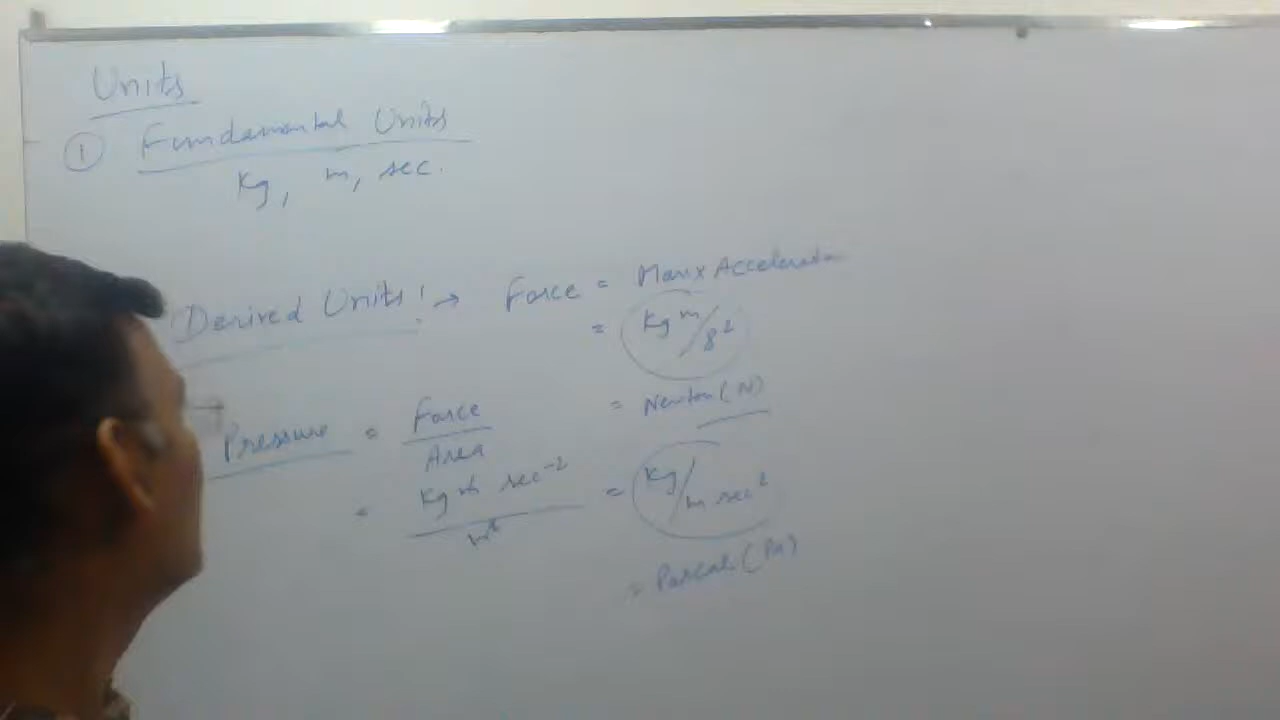 Units
① Fundamental Units
Kg, m, sec.
Derived Units! → Force = Mass x Acceleration
= Kg m/s²
= Newton (N)
→ Pressure = Force / Area
= Kg m sec⁻² / m² = Kg/m sec²
= Pascal (Pa)